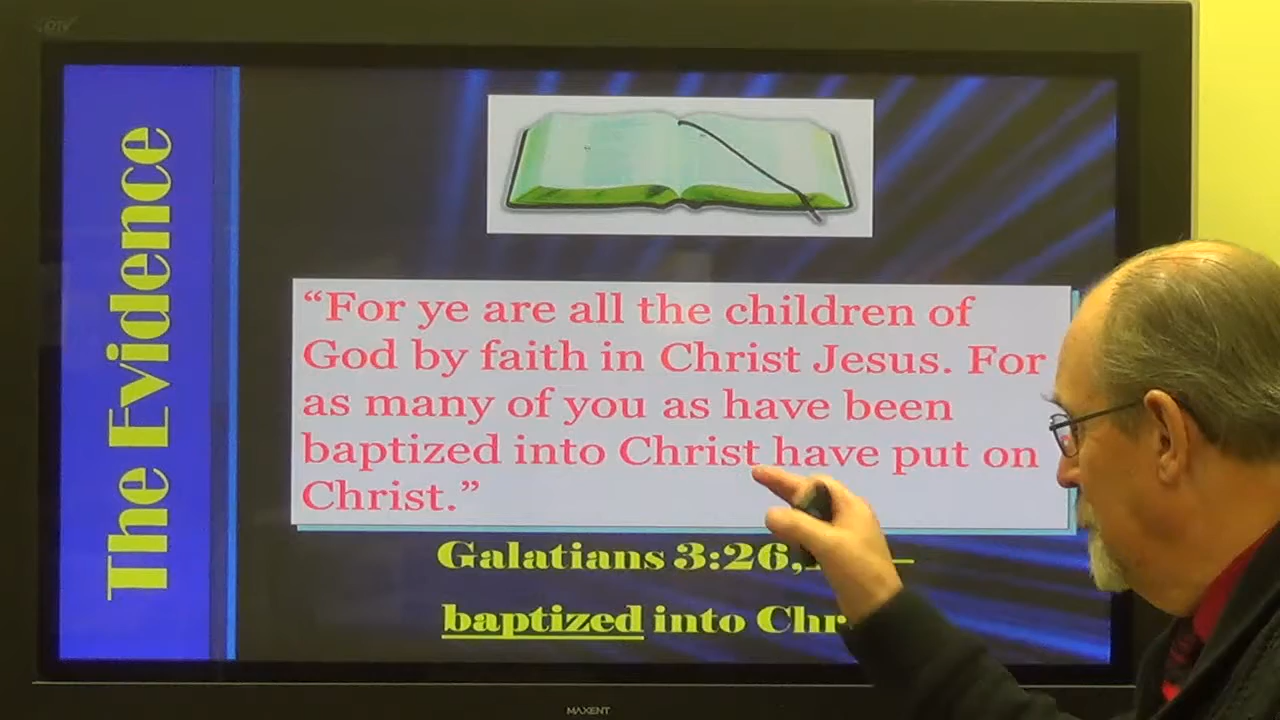 The Evidence
“For ye are all the children of
God by faith in Christ Jesus. For
as many of you as have been
baptized into Christ have put on
Christ.”
Galatians 3:26, –
baptized into
MAXENT